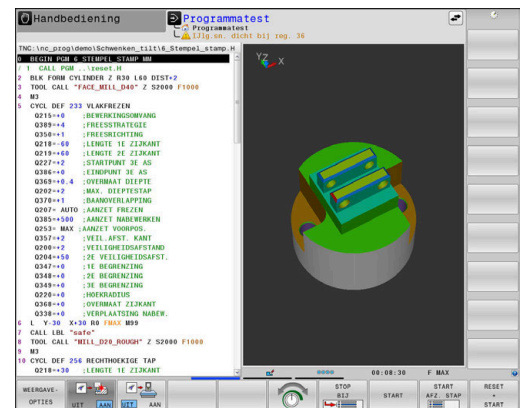 Handbediening
Programmatest
Programmatest
IJlg.sn. dicht bij reg. 36
TNC:\nc_prog\demo\Schwenken_tilt\6_Stempel_stamp.H
0 BEGIN PGM 6_STEMPEL_STAMP MM
/ 1 CALL PGM ..\reset.H
2 BLK FORM CYLINDER Z R30 L60 DIST+2
3 TOOL CALL "FACE_MILL_D40" Z S2000 F1000
4 M3
5 CYCL DEF 233 VLAKFREZEN
Q215=+0 ;BEWERKINGSOMVANG
Q389=+4 ;FREESSTRATEGIE
Q350=+1 ;FREESRICHTING
Q218=-60 ;LENGTE 1E ZIJKANT
Q219=+60 ;LENGTE 2E ZIJKANT
Q227=+2 ;STARTPUNT 3E AS
Q386=+0 ;EINDPUNT 3E AS
Q369=+0.4 ;OVERMAAT DIEPTE
Q202=+2 ;MAX. DIEPTESTAP
Q370=+1 ;BAANOVERLAPPING
Q207= AUTO ;AANZET FREZEN
Q385=+500 ;AANZET NABEWERKEN
Q253= MAX ;AANZET VOORPOS.
Q357=+2 ;VEIL.AFST. KANT
Q200=+2 ;VEILIGHEIDSAFSTAND
Q204=+50 ;2E VEILIGHEIDSAFST.
Q347=+0 ;1E BEGRENZING
Q348=+0 ;2E BEGRENZING
Q349=+0 ;3E BEGRENZING
Q220=+0 ;HOEKRADIUS
Q368=+0 ;OVERMAAT ZIJKANT
Q338=+0 ;VERPLAATSING NABEW.
6 L Y-30 X+30 R0 FMAX M99
7 CALL LBL "safe"
8 TOOL CALL "MILL_D20_ROUGH" Z S2000 F1000
9 M3
10 CYCL DEF 256 RECHTHOEKIGE TAP
Q218=+30 ;LENGTE 1E ZIJKANT
YZ X
00:08:30 F MAX
WEERGAVE-
OPTIES
UIT AAN
UIT AAN
STOP
BIJ
START
START
AFZ. STAP
RESET
+
START